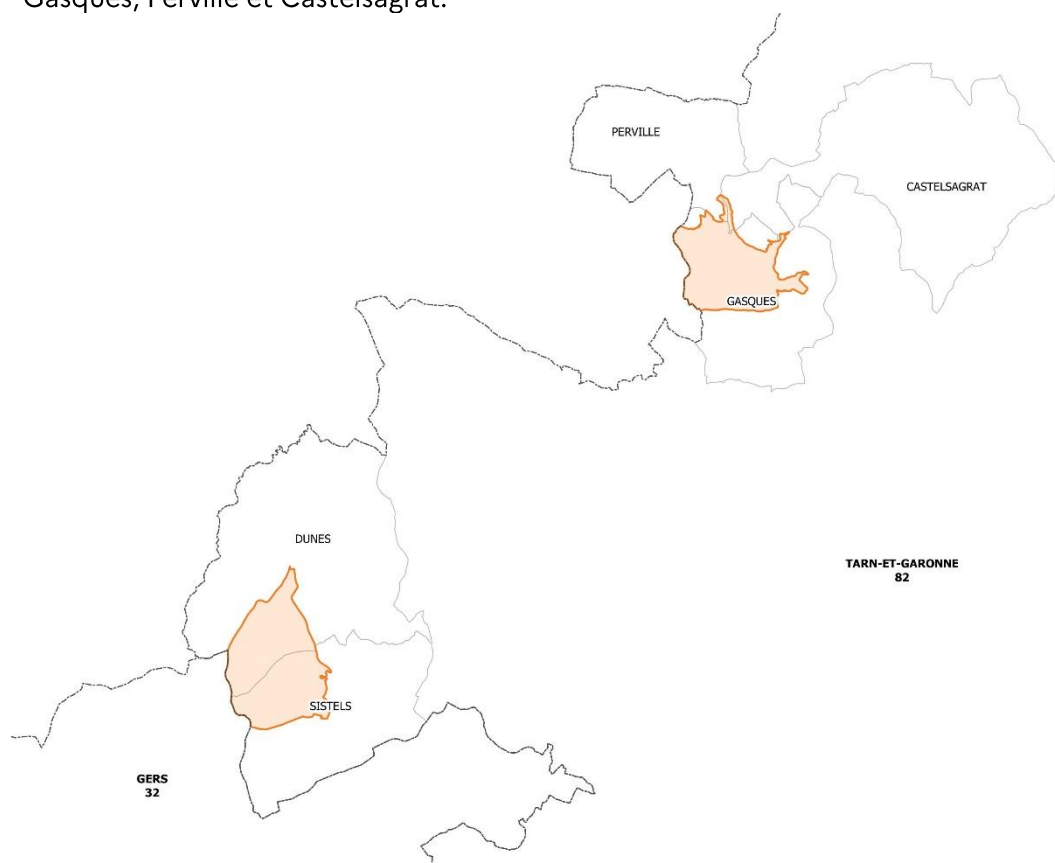 Gasques, Perville et Castelsagrat.
PERVILLE
CASTELSAGRAT
GASQUES
DUNES
TARN-ET-GARONNE
82
SISTELS
GERS
32